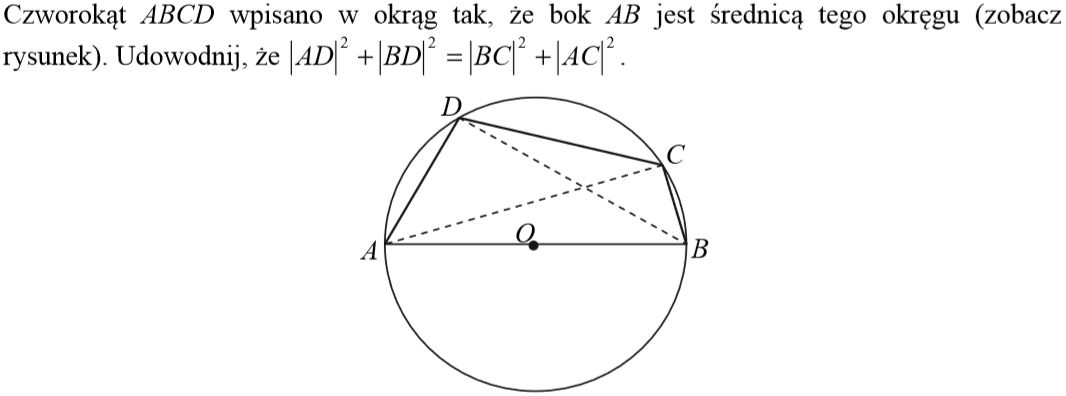 Czworokąt ABCD wpisano w okrąg tak, że bok AB jest średnicą tego okręgu (zobacz
rysunek). Udowodnij, że |AD|² + |BD|² = |BC|² + |AC|².
D
C
O
A
B